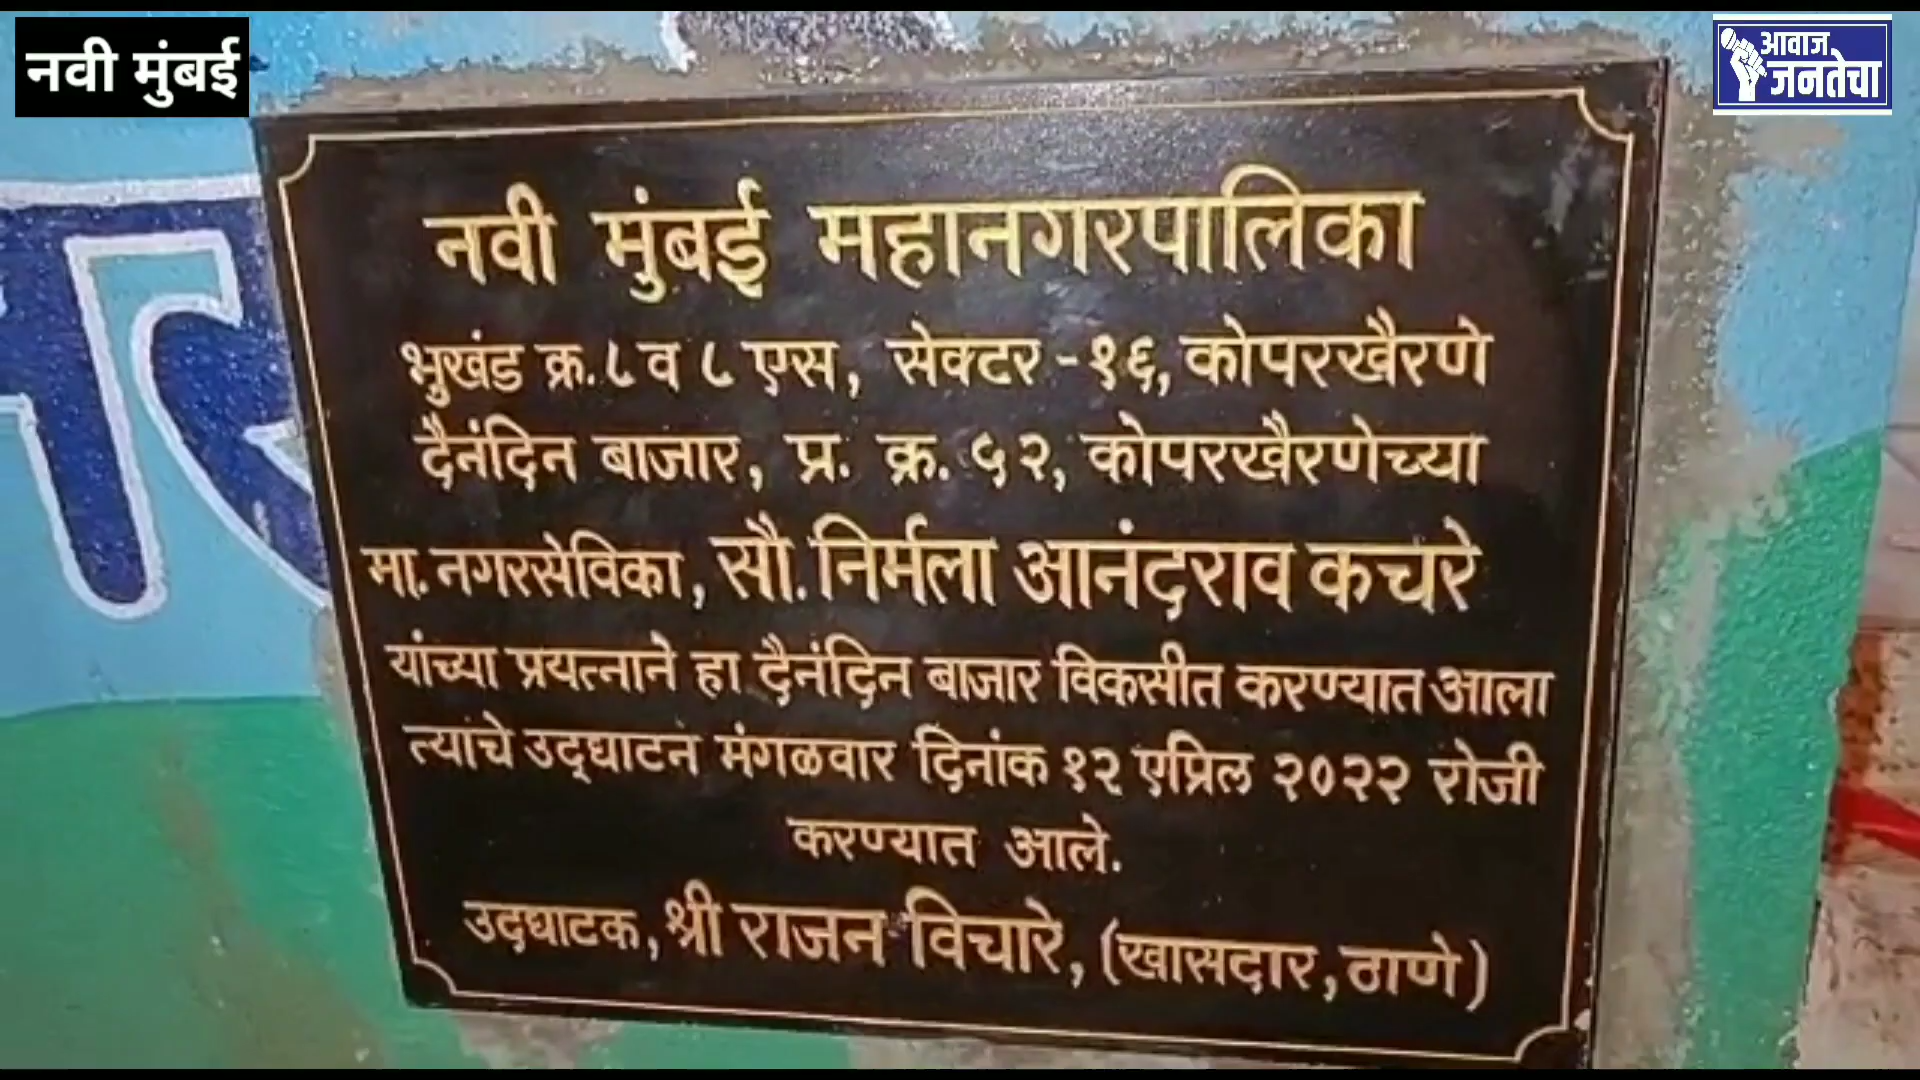 नवी मुंबई
आवाज
जनतेचा
नवी मुंबई महानगरपालिका
भुखंड क्र.८ व ८ एस, सेक्टर -१६, कोपरखैरणे
दैनंदिन बाजार, प्र. क्र. ५२, कोपरखैरणेच्या
मा. नगरसेविका, सौ. निर्मला आनंदराव कचरे
यांच्या प्रयत्नाने हा दैनंदिन बाजार विकसीत करण्यात आला
त्याचे उद्घाटन मंगळवार दिनांक १२ एप्रिल २०२२ रोजी
करण्यात आले.
उदघाटक, श्री राजन विचारे, (खासदार, ठाणे)